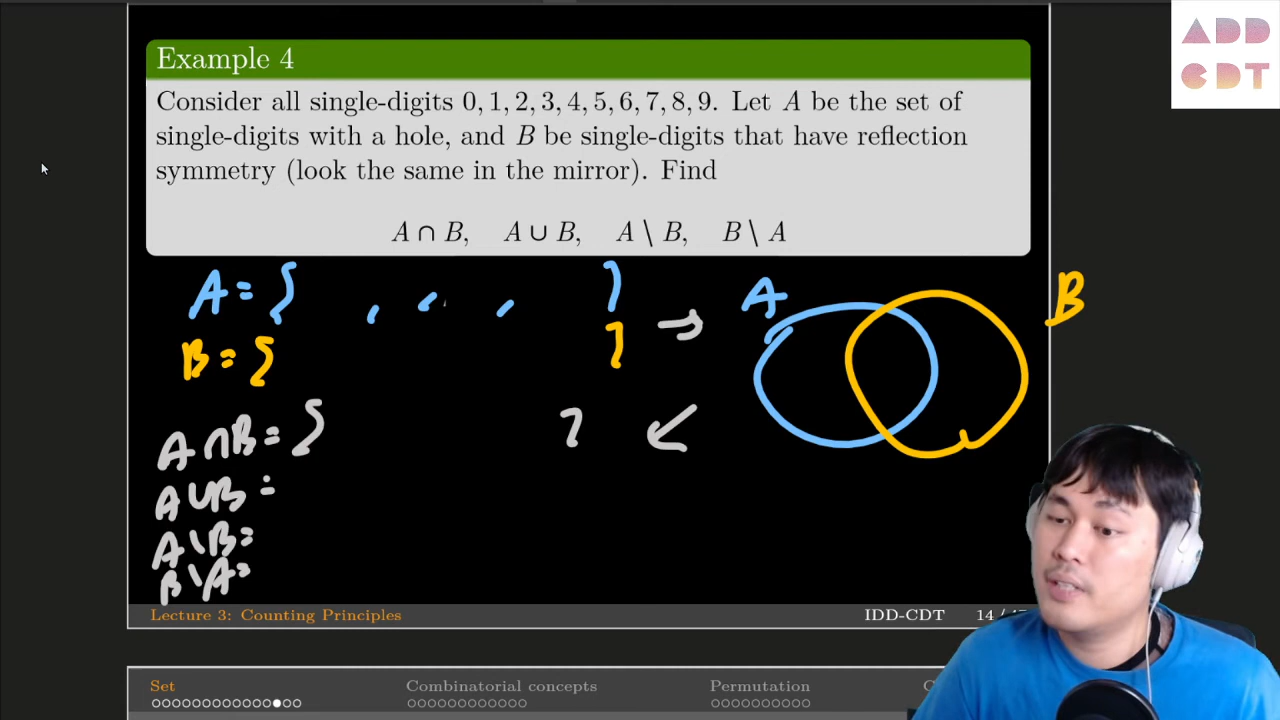 ADD
CDT
Example 4
Consider all single-digits 0, 1, 2, 3, 4, 5, 6, 7, 8, 9. Let A be the set of
single-digits with a hole, and B be single-digits that have reflection
symmetry (look the same in the mirror). Find
A ∩ B, A ∪ B, A \ B, B \ A
A = { , , , }
A
B
B = { }
A ∩ B = { }
A ∪ B =
A \ B =
B \ A =
Lecture 3: Counting Principles
IDD-CDT
14 /
Set
Combinatorial concepts
Permutation